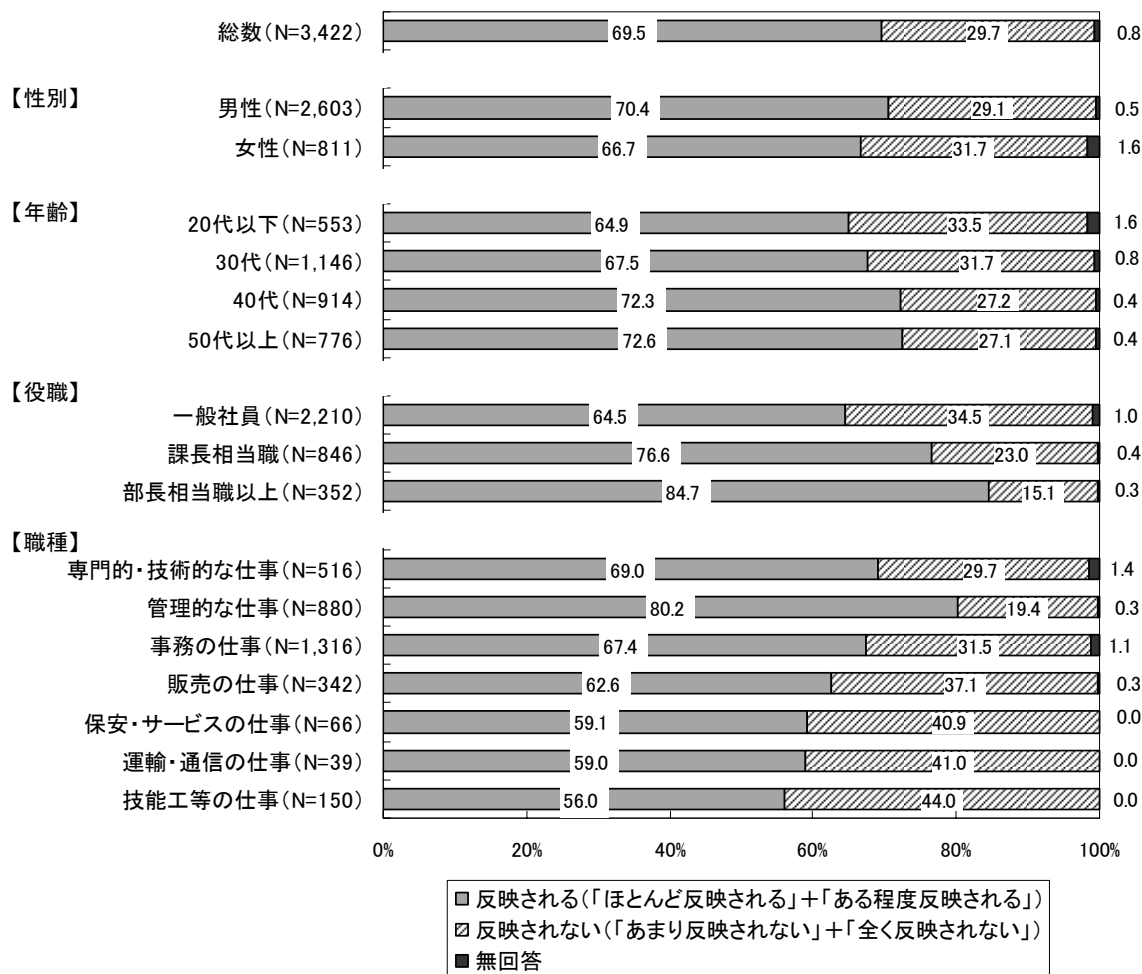 総数(N=3,422) 69.5 29.7 0.8
【性別】
男性(N=2,603) 70.4 29.1 0.5
女性(N=811) 66.7 31.7 1.6
【年齢】
20代以下(N=553) 64.9 33.5 1.6
30代(N=1,146) 67.5 31.7 0.8
40代(N=914) 72.3 27.2 0.4
50代以上(N=776) 72.6 27.1 0.4
【役職】
一般社員(N=2,210) 64.5 34.5 1.0
課長相当職(N=846) 76.6 23.0 0.4
部長相当職以上(N=352) 84.7 15.1 0.3
【職種】
専門的・技術的な仕事(N=516) 69.0 29.7 1.4
管理的な仕事(N=880) 80.2 19.4 0.3
事務の仕事(N=1,316) 67.4 31.5 1.1
販売の仕事(N=342) 62.6 37.1 0.3
保安・サービスの仕事(N=66) 59.1 40.9 0.0
運輸・通信の仕事(N=39) 59.0 41.0 0.0
技能工等の仕事(N=150) 56.0 44.0 0.0
0% 20% 40% 60% 80% 100%
反映される(「ほとんど反映される」+「ある程度反映される」)
反映されない(「あまり反映されない」+「全く反映されない」)
無回答